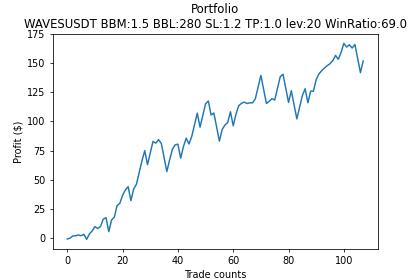 Portfolio
WAVESUSDT BBM:1.5 BBL:280 SL:1.2 TP:1.0 lev:20 WinRatio:69.0
175
150
125
100
75
50
25
0
Profit ($)
0 20 40 60 80 100
Trade counts